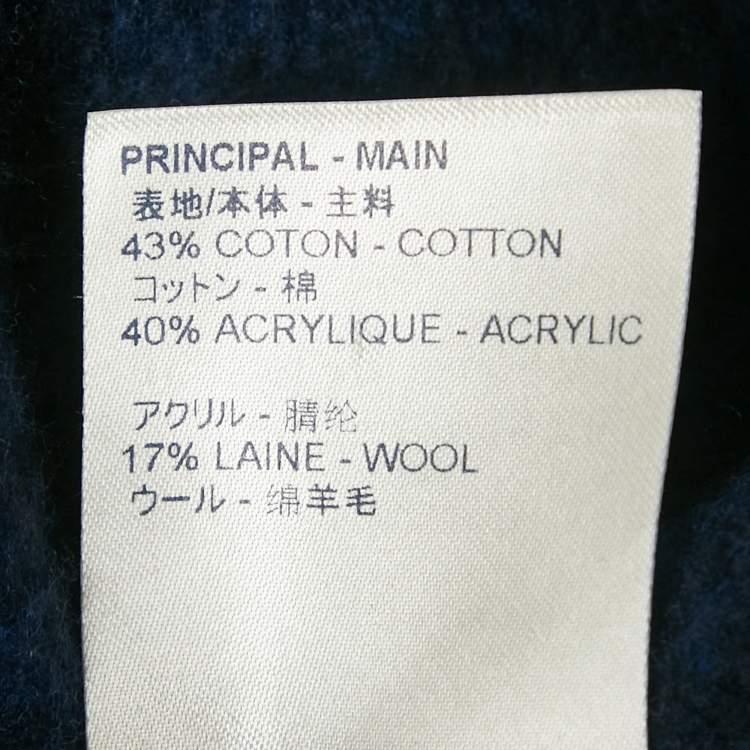 PRINCIPAL - MAIN
表地/本体 - 主料
43% COTON - COTTON
コットン - 棉
40% ACRYLIQUE - ACRYLIC
アクリル - 腈纶
17% LAINE - WOOL
ウール - 绵羊毛